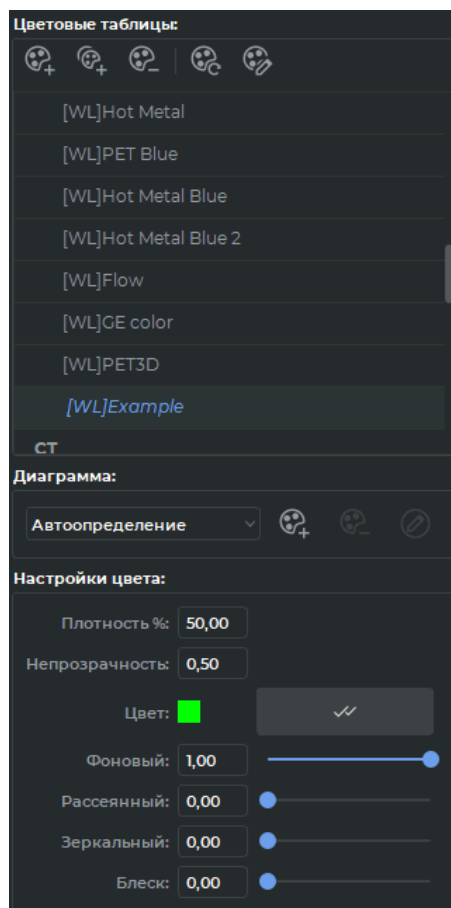 Цветовые таблицы:
[WL]Hot Metal
[WL]PET Blue
[WL]Hot Metal Blue
[WL]Hot Metal Blue 2
[WL]Flow
[WL]GE color
[WL]PET3D
[WL]Example
CT
Диаграмма:
Автоопределение
Настройки цвета:
Плотность %: 50,00
Непрозрачность: 0,50
Цвет:
Фоновый: 1,00
Рассеянный: 0,00
Зеркальный: 0,00
Блеск: 0,00